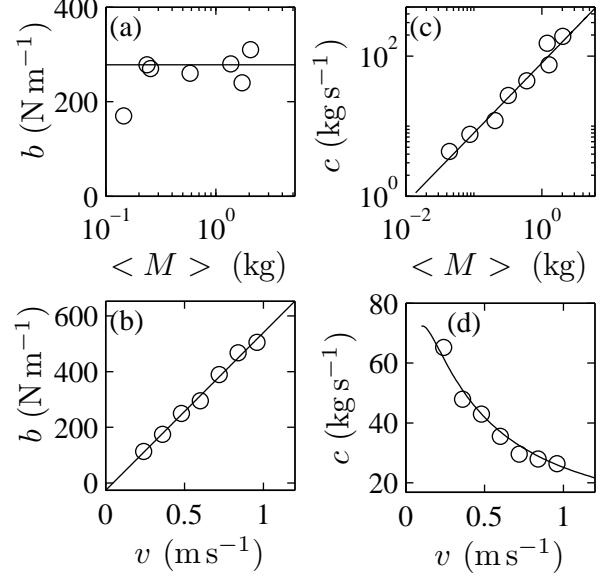 (a)
b (N m⁻¹)
400
200
0
10⁻¹
10⁰
< M > (kg)
(c)
c (kg s⁻¹)
10²
10⁰
10⁻²
10⁰
< M > (kg)
(b)
b (N m⁻¹)
600
400
200
0
0
0.5
1
v (m s⁻¹)
(d)
c (kg s⁻¹)
80
60
40
20
0
0.5
1
v (m s⁻¹)